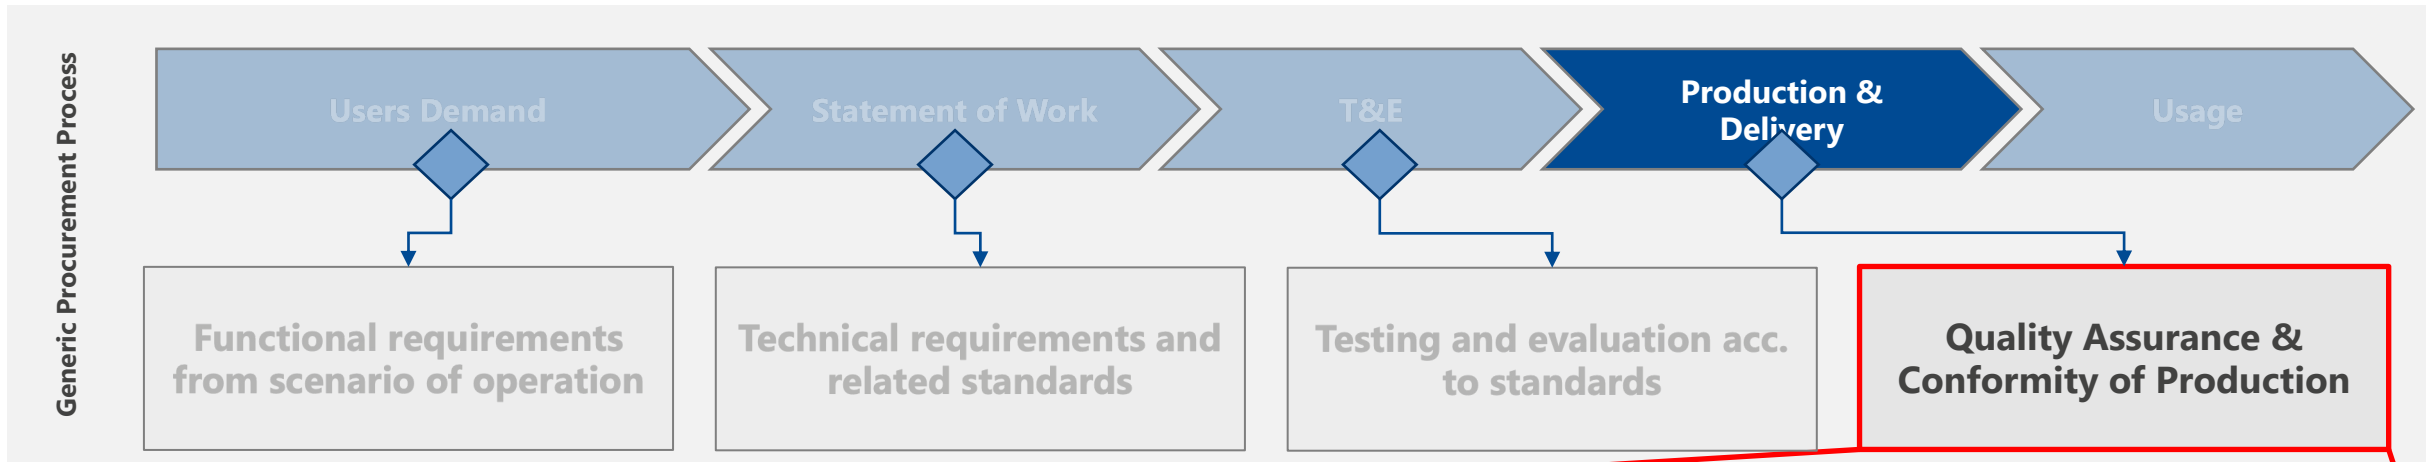 Generic Procurement Process
Users Demand
Statement of Work
T&E
Production &
Delivery
Usage
Functional requirements
from scenario of operation
Technical requirements and
related standards
Testing and evaluation acc.
to standards
Quality Assurance &
Conformity of Production